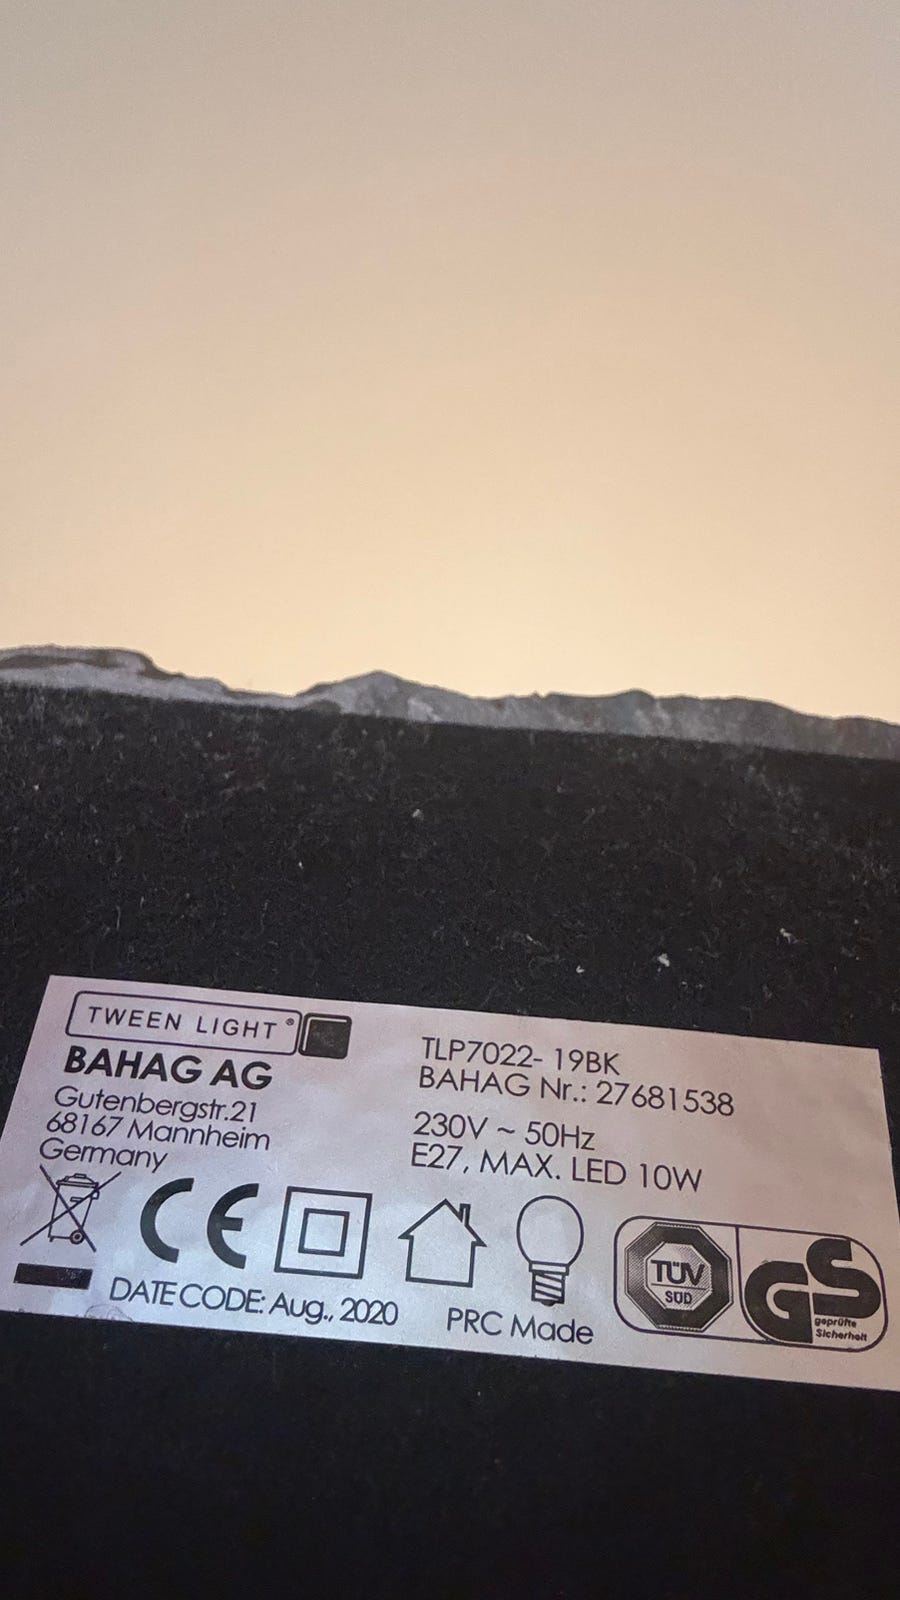 TWEEN LIGHT®
BAHAG AG
Gutenbergstr.21
68167 Mannheim
Germany
TLP7022- 19BK
BAHAG Nr.: 27681538
230V ~ 50Hz
E27, MAX. LED 10W
CE
DATE CODE: Aug., 2020
PRC Made
TÜV
SÜD
GS
geprüfte
Sicherheit